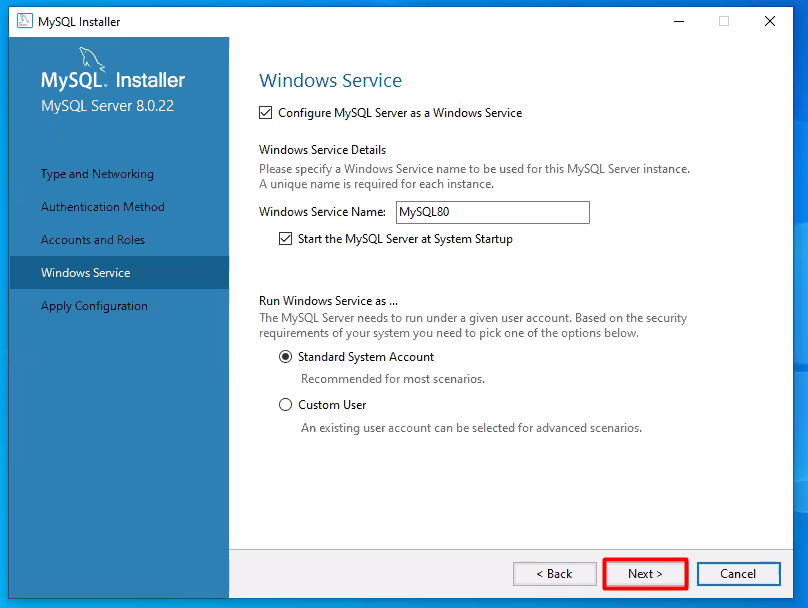 MySQL Installer
MySQL. Installer
MySQL Server 8.0.22
Type and Networking
Authentication Method
Accounts and Roles
Windows Service
Apply Configuration
Windows Service
Configure MySQL Server as a Windows Service
Windows Service Details
Please specify a Windows Service name to be used for this MySQL Server instance.
A unique name is required for each instance.
Windows Service Name: MySQL80
Start the MySQL Server at System Startup
Run Windows Service as ...
The MySQL Server needs to run under a given user account. Based on the security
requirements of your system you need to pick one of the options below.
Standard System Account
Recommended for most scenarios.
Custom User
An existing user account can be selected for advanced scenarios.
< Back Next > Cancel